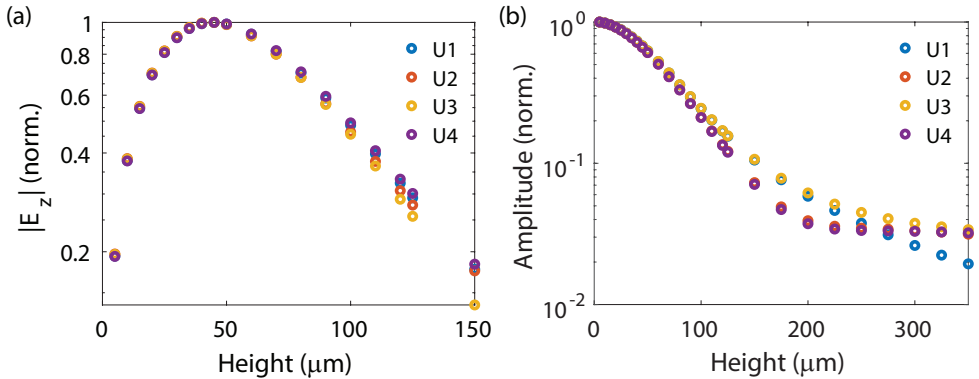 (a)
1
0.8
0.6
0.4
0.2
|E_z| (norm.)
0
50
100
150
Height (μm)
U1
U2
U3
U4
(b)
10^0
10^-1
10^-2
Amplitude (norm.)
0
100
200
300
Height (μm)
U1
U2
U3
U4